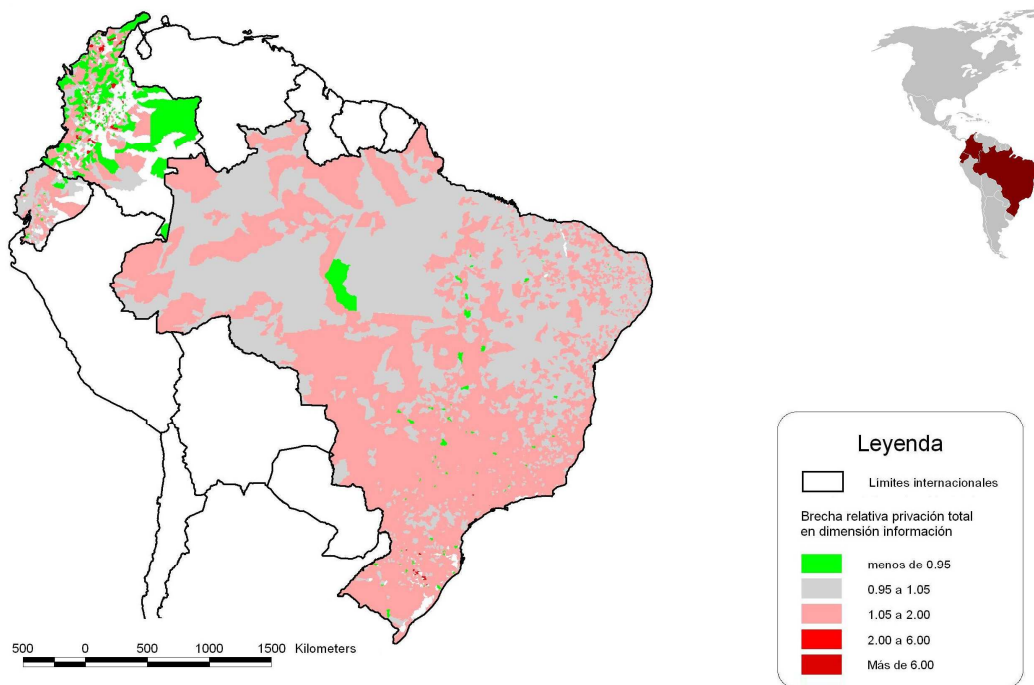 Leyenda
Limites internacionales
Brecha relativa privación total
en dimensión información
menos de 0.95
0.95 a 1.05
1.05 a 2.00
2.00 a 6.00
Más de 6.00
500 0 500 1000 1500 Kilometers